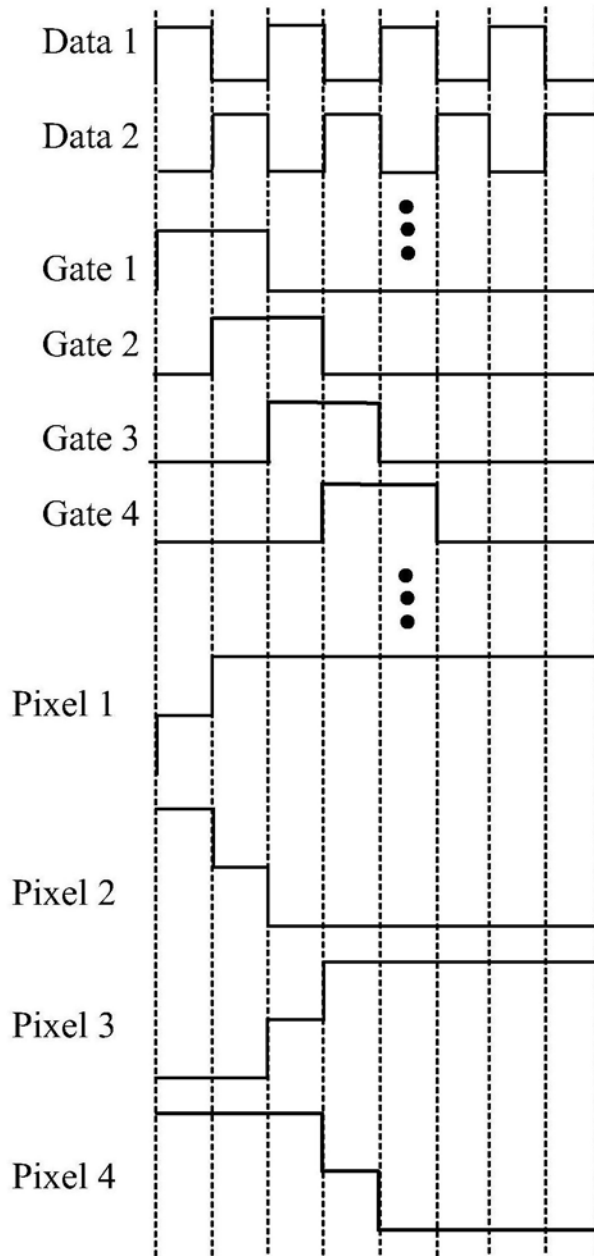 Data 1
Data 2
Gate 1
Gate 2
Gate 3
Gate 4
Pixel 1
Pixel 2
Pixel 3
Pixel 4